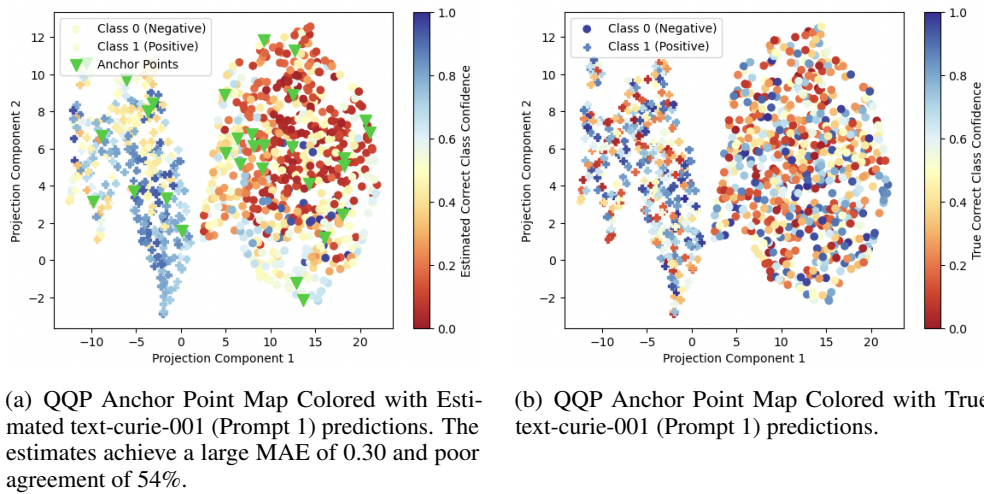 Class 0 (Negative)
Class 1 (Positive)
Anchor Points
12
10
8
6
4
2
0
−2
−10
−5
0
5
10
15
20
Projection Component 1
Projection Component 2
1.0
0.8
0.6
0.4
0.2
0.0
Estimated Correct Class Confidence
Class 0 (Negative)
Class 1 (Positive)
12
10
8
6
4
2
0
−2
−10
−5
0
5
10
15
20
Projection Component 1
Projection Component 2
1.0
0.8
0.6
0.4
0.2
0.0
True Correct Class Confidence
(a) QQP Anchor Point Map Colored with Esti-
mated text-curie-001 (Prompt 1) predictions. The
estimates achieve a large MAE of 0.30 and poor
agreement of 54%.
(b) QQP Anchor Point Map Colored with True
text-curie-001 (Prompt 1) predictions.